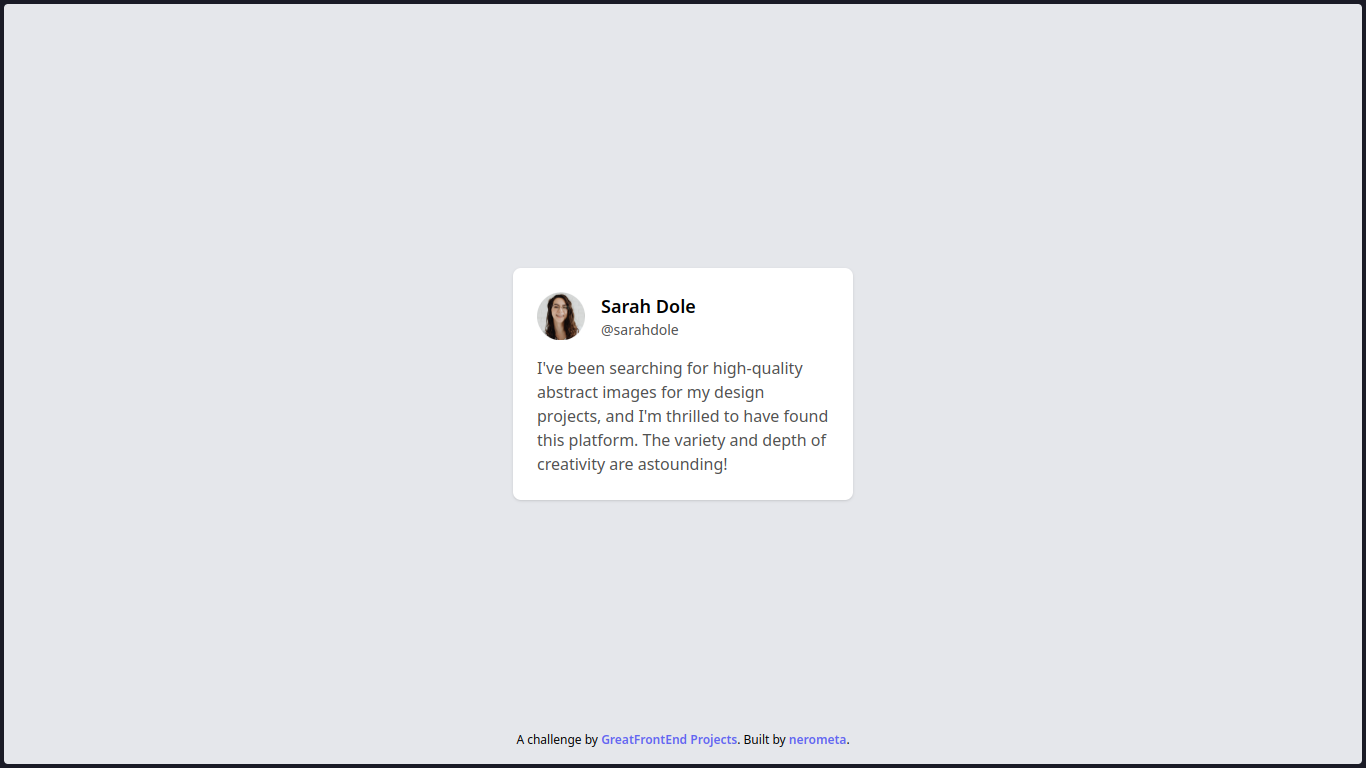 Sarah Dole
@sarahdole
I've been searching for high-quality
abstract images for my design
projects, and I'm thrilled to have found
this platform. The variety and depth of
creativity are astounding!
A challenge by GreatFrontEnd Projects. Built by nerometa.